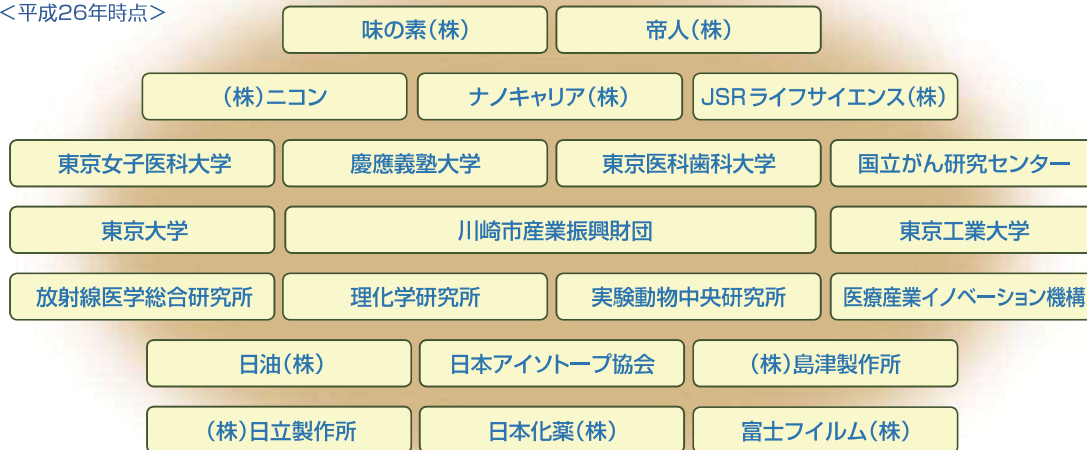 ＜平成26年時点＞
味の素（株） 帝人（株）
（株）ニコン ナノキャリア（株） JSRライフサイエンス（株）
東京女子医科大学 慶應義塾大学 東京医科歯科大学 国立がん研究センター
東京大学 川崎市産業振興財団 東京工業大学
放射線医学総合研究所 理化学研究所 実験動物中央研究所 医療産業イノベーション機構
日油（株） 日本アイソトープ協会 （株）島津製作所
（株）日立製作所 日本化薬（株） 富士フイルム（株）